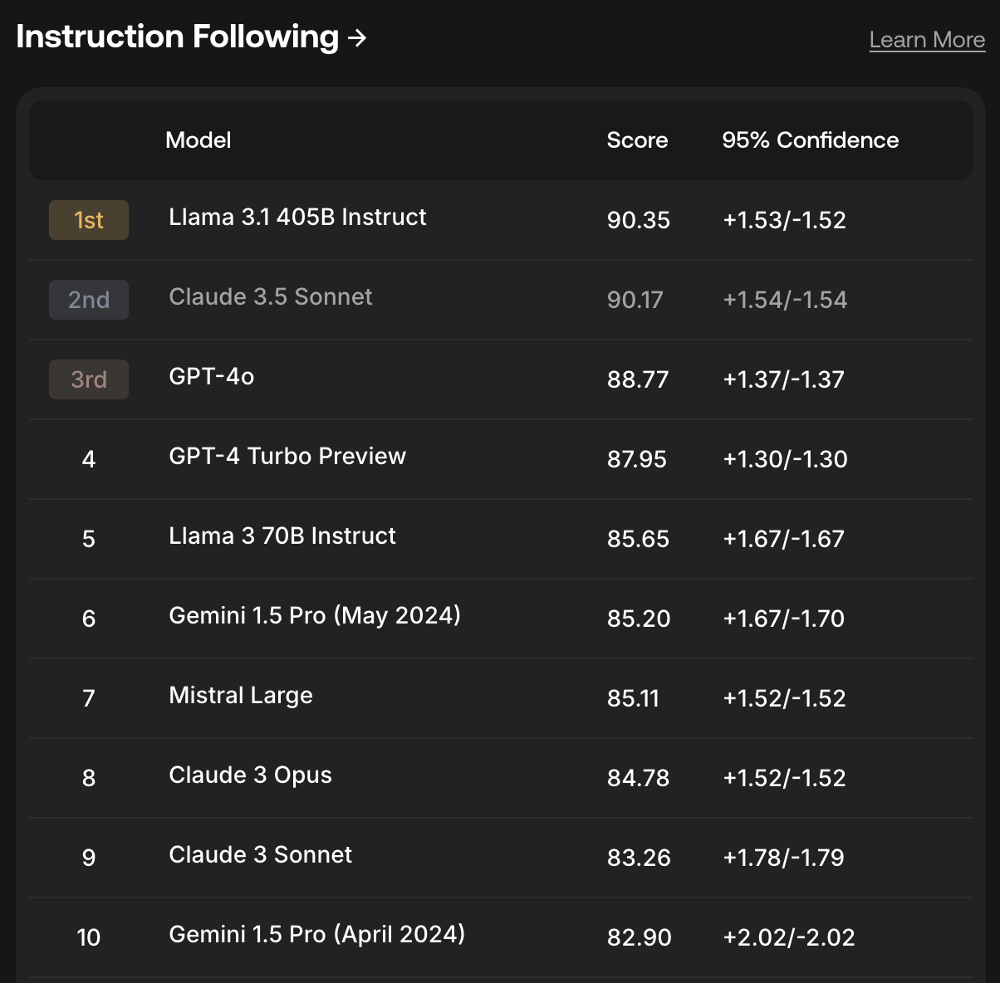 Instruction Following →
Learn More
Model Score 95% Confidence
1st Llama 3.1 405B Instruct 90.35 +1.53/-1.52
2nd Claude 3.5 Sonnet 90.17 +1.54/-1.54
3rd GPT-4o 88.77 +1.37/-1.37
4 GPT-4 Turbo Preview 87.95 +1.30/-1.30
5 Llama 3 70B Instruct 85.65 +1.67/-1.67
6 Gemini 1.5 Pro (May 2024) 85.20 +1.67/-1.70
7 Mistral Large 85.11 +1.52/-1.52
8 Claude 3 Opus 84.78 +1.52/-1.52
9 Claude 3 Sonnet 83.26 +1.78/-1.79
10 Gemini 1.5 Pro (April 2024) 82.90 +2.02/-2.02